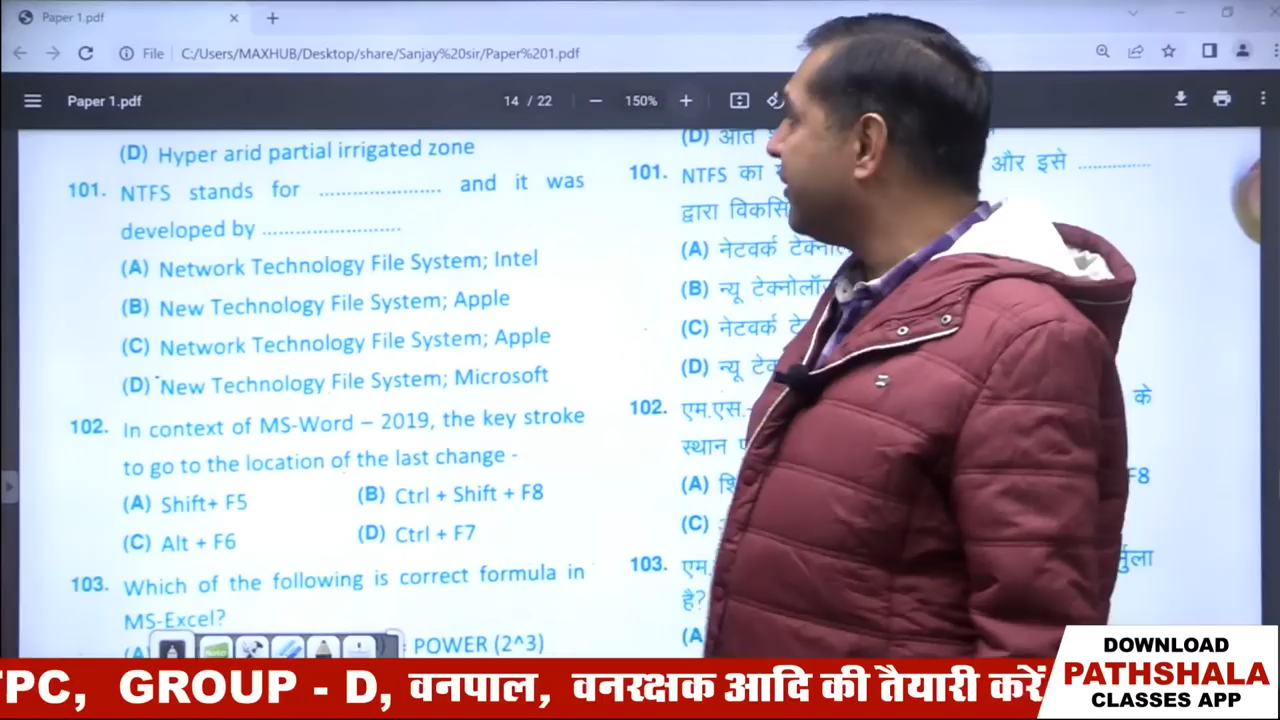 Paper 1.pdf
File C:/Users/MAXHUB/Desktop/share/Sanjay%20sir/Paper%201.pdf
Paper 1.pdf
14 / 22
150%
(D) Hyper arid partial irrigated zone
101. NTFS stands for ........................ and it was
developed by ...........................
(A) Network Technology File System; Intel
(B) New Technology File System; Apple
(C) Network Technology File System; Apple
(D) New Technology File System; Microsoft
102. In context of MS-Word – 2019, the key stroke
to go to the location of the last change -
(A) Shift+ F5
(B) Ctrl + Shift + F8
(C) Alt + F6
(D) Ctrl + F7
103. Which of the following is correct formula in
MS-Excel?
(A
POWER (2^3)
(D)
101. NTFS का और इसे ..............
द्वारा
(A) नेटवर्क
(B) न्यू
(C) नेटवर्क
(D) न्यू
102. एम.एस. के
स्थान
(A) F8
(C)
103.
है?
(A
TPC, GROUP - D, वनपाल, वनरक्षक आदि की तैयारी करें
DOWNLOAD
PATHSHALA
CLASSES APP